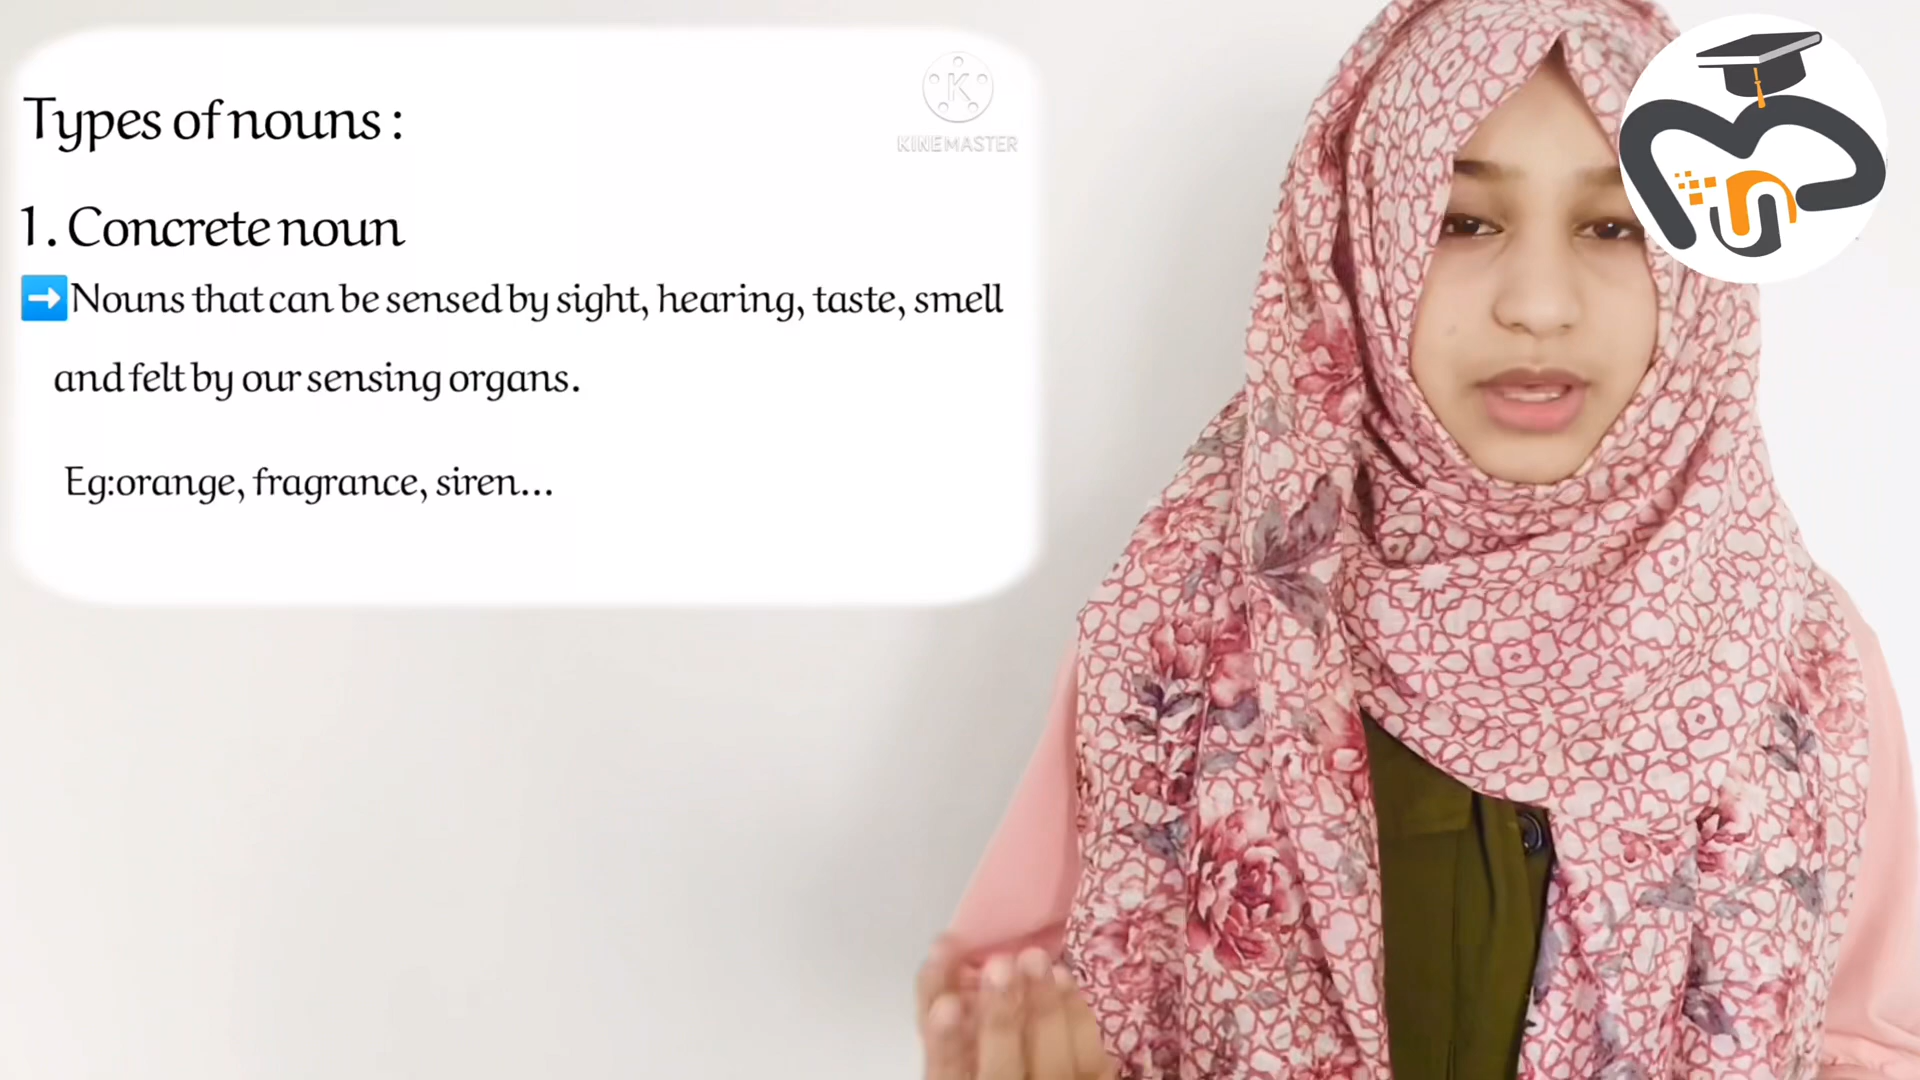 Types of nouns :
KINEMASTER
1. Concrete noun
➡Nouns that can be sensed by sight, hearing, taste, smell
and felt by our sensing organs.
Eg:orange, fragrance, siren...